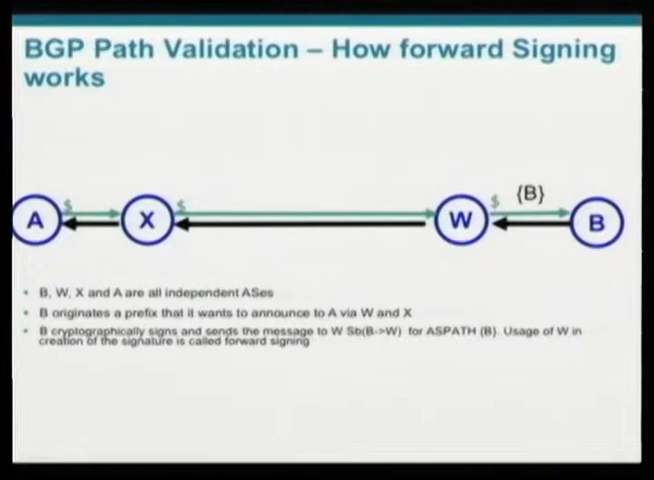 BGP Path Validation – How forward Signing
works
{B}
$ $ $
A X W B
• B, W, X and A are all independent ASes
• B originates a prefix that it wants to announce to A via W and X
• B cryptographically signs and sends the message to W Sb(B->W) for ASPATH {B}. Usage of W in
creation of the signature is called forward signing